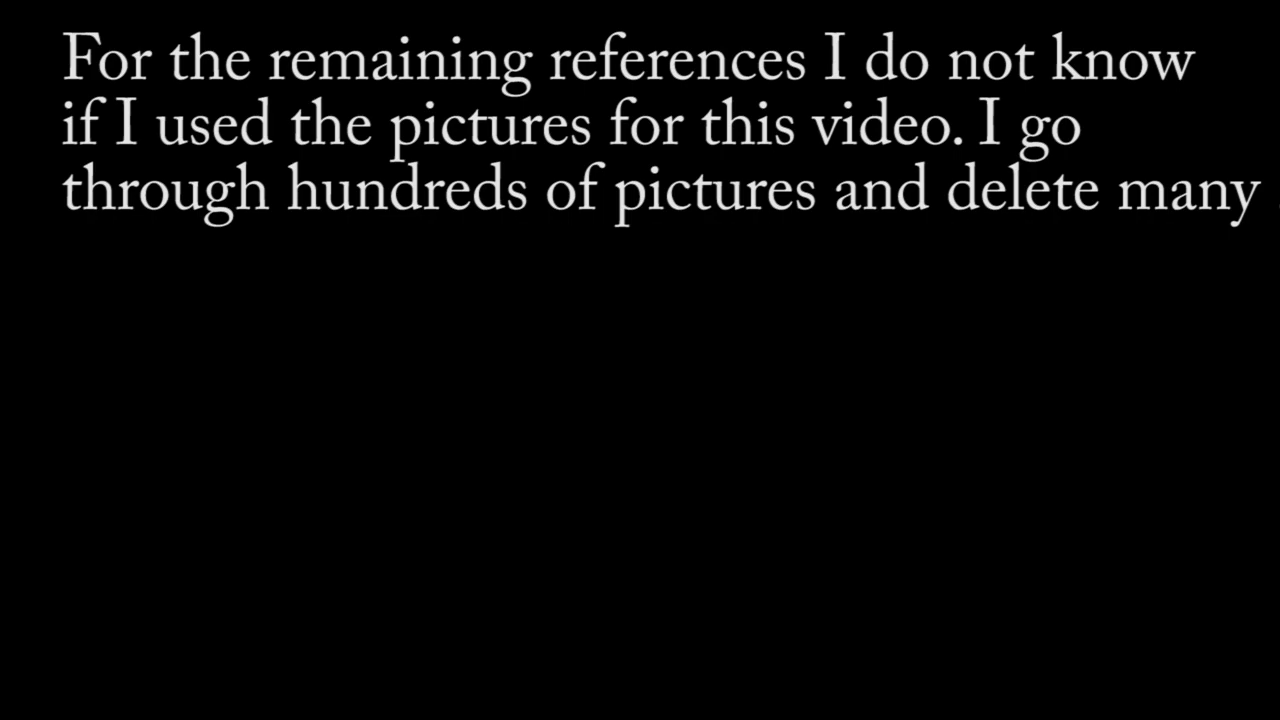 For the remaining references I do not know
if I used the pictures for this video. I go
through hundreds of pictures and delete many